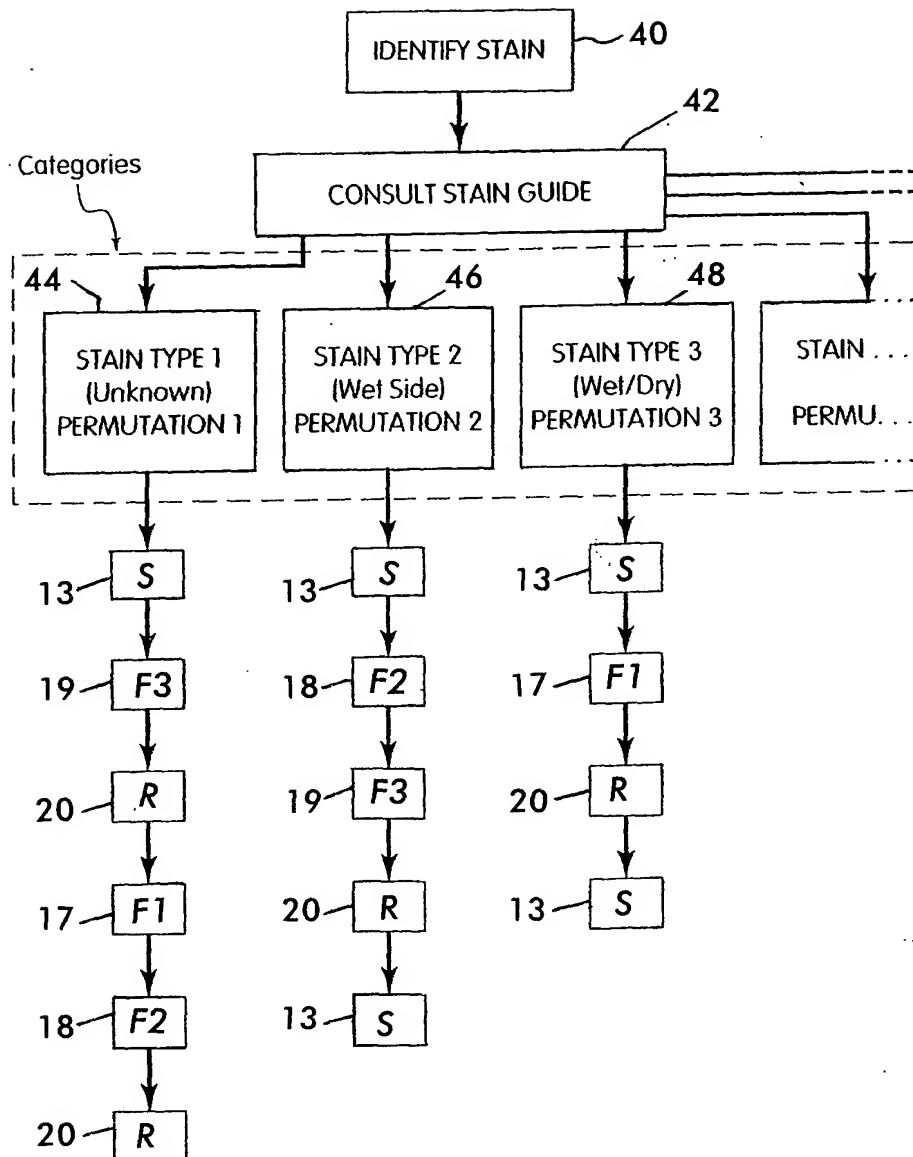 IDENTIFY STAIN
40
42
Categories
CONSULT STAIN GUIDE
44
46
48
STAIN TYPE 1
(Unknown)
PERMUTATION 1
STAIN TYPE 2
(Wet Side)
PERMUTATION 2
STAIN TYPE 3
(Wet/Dry)
PERMUTATION 3
STAIN . . .
PERMU. . .
13 S
13 S
13 S
19 F3
18 F2
17 F1
20 R
19 F3
20 R
17 F1
20 R
13 S
18 F2
13 S
20 R